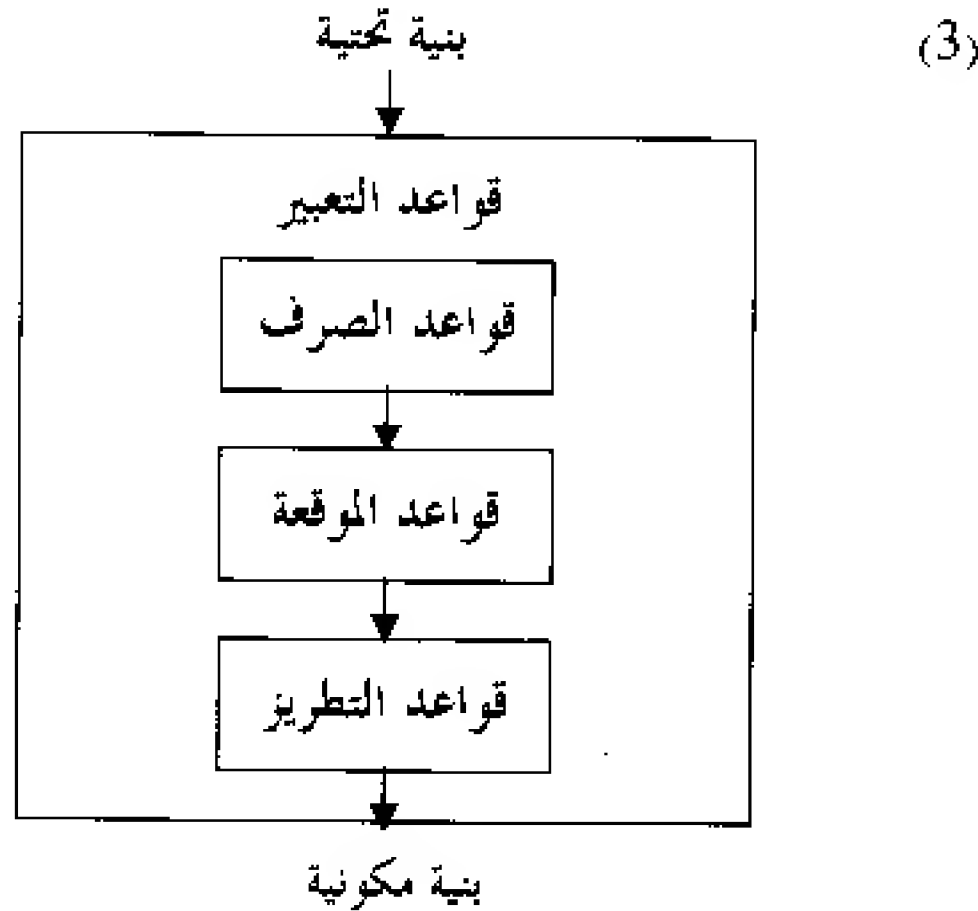 (3)
بنية تحتية
قواعد التعبير
قواعد الصرف
قواعد الموقعة
قواعد التطريز
بنية مكونية